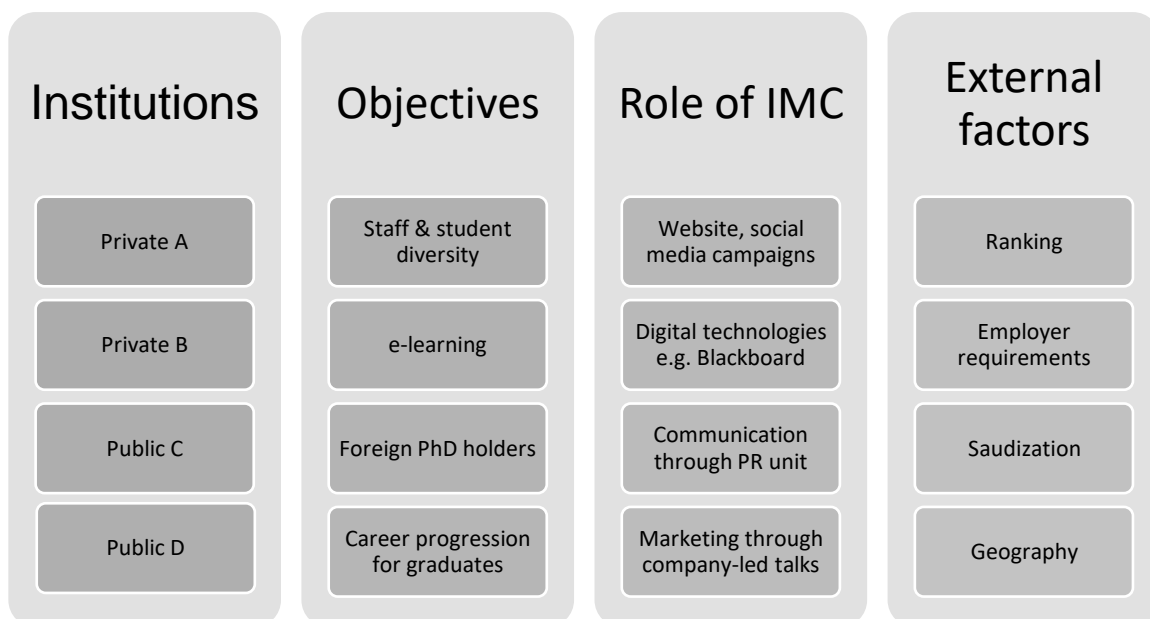 Institutions
Private A
Private B
Public C
Public D
Objectives
Staff & student
diversity
e-learning
Foreign PhD holders
Career progression
for graduates
Role of IMC
Website, social
media campaigns
Digital technologies
e.g. Blackboard
Communication
through PR unit
Marketing through
company-led talks
External
factors
Ranking
Employer
requirements
Saudization
Geography